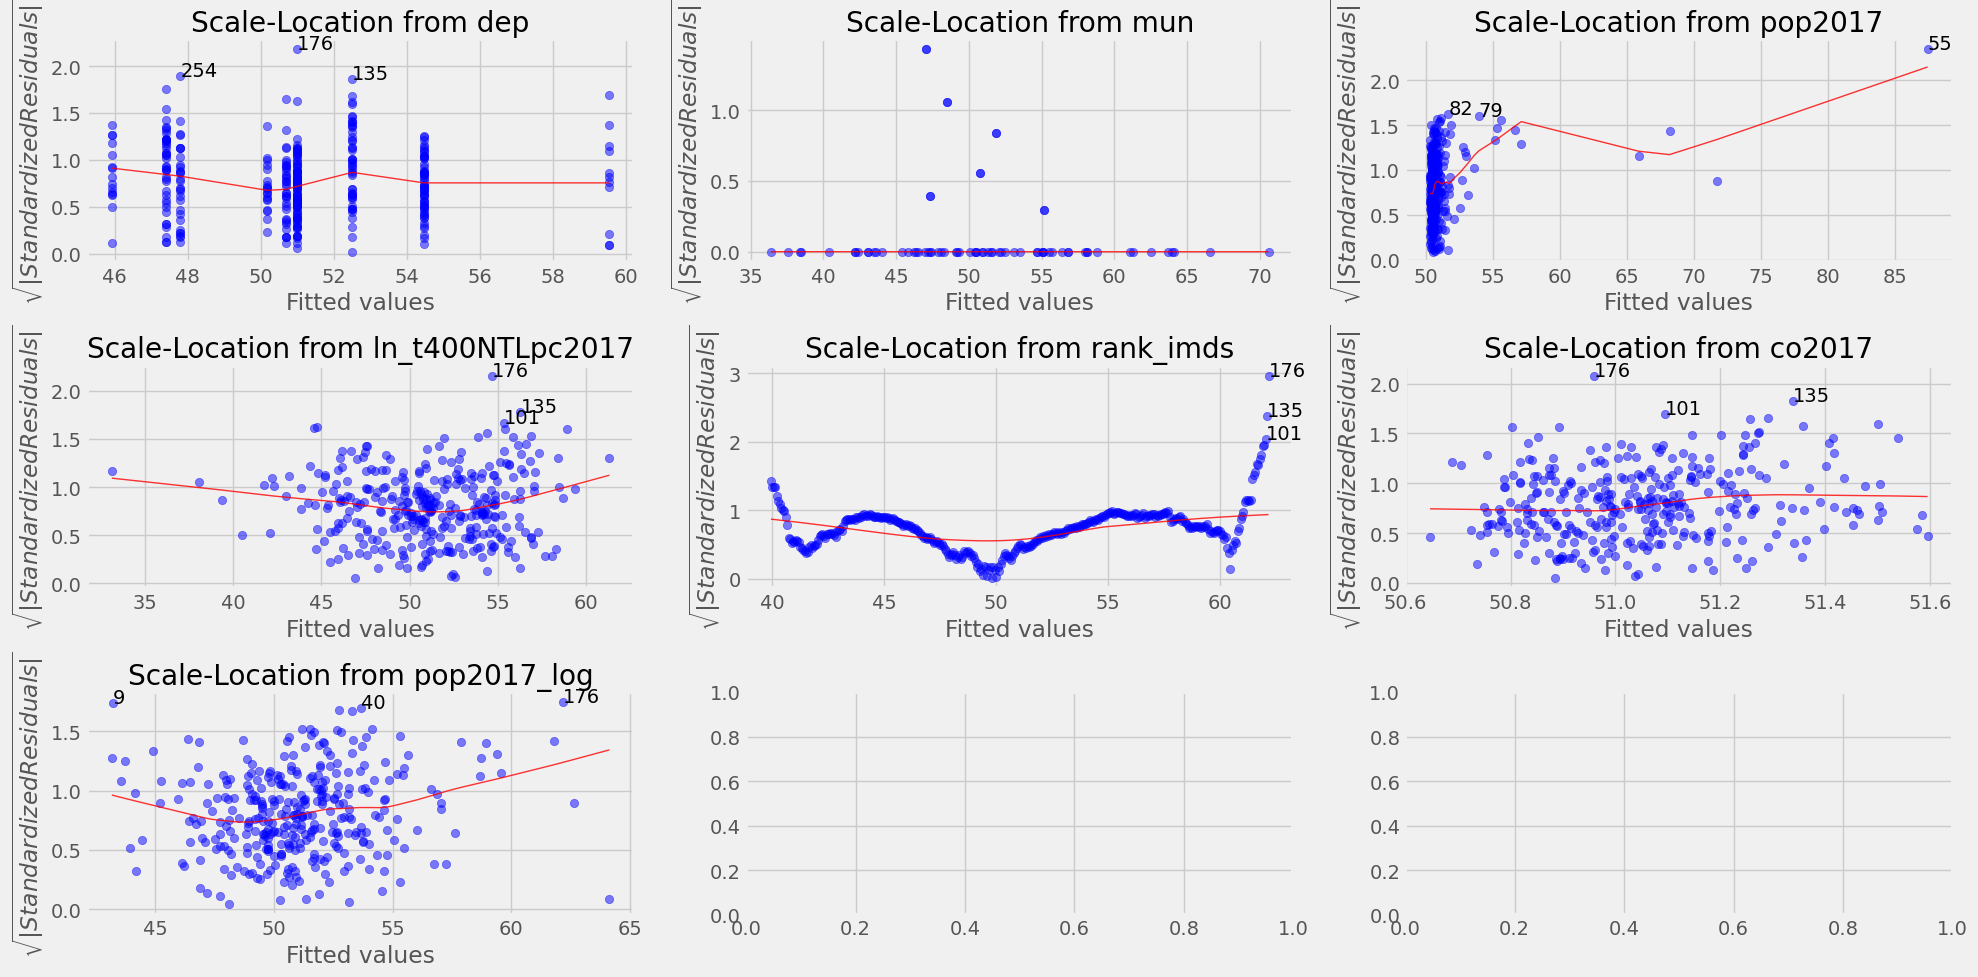 Scale-Location from dep
√|StandardizedResiduals|
2.0
1.5
1.0
0.5
0.0
176
254
135
46 48 50 52 54 56 58 60
Fitted values
Scale-Location from mun
√|StandardizedResiduals|
1.0
0.5
0.0
35 40 45 50 55 60 65 70
Fitted values
Scale-Location from pop2017
√|StandardizedResiduals|
2.0
1.5
1.0
0.5
0.0
55
82
79
50 55 60 65 70 75 80 85
Fitted values
Scale-Location from ln_t400NTLpc2017
√|StandardizedResiduals|
2.0
1.5
1.0
0.5
0.0
176
135
101
35 40 45 50 55 60
Fitted values
Scale-Location from rank_imds
√|StandardizedResiduals|
3
2
1
0
176
135
101
40 45 50 55 60
Fitted values
Scale-Location from co2017
√|StandardizedResiduals|
2.0
1.5
1.0
0.5
0.0
176
135
101
50.6 50.8 51.0 51.2 51.4 51.6
Fitted values
Scale-Location from pop2017_log
√|StandardizedResiduals|
1.5
1.0
0.5
0.0
9
40
176
45 50 55 60 65
Fitted values
1.0
0.8
0.6
0.4
0.2
0.0
0.0 0.2 0.4 0.6 0.8 1.0
1.0
0.8
0.6
0.4
0.2
0.0
0.0 0.2 0.4 0.6 0.8 1.0